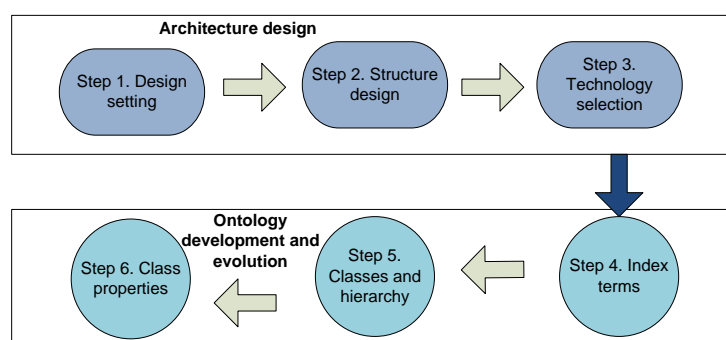 Architecture design
Step 1. Design
setting
Step 2. Structure
design
Step 3.
Technology
selection
Ontology
development and
evolution
Step 6. Class
properties
Step 5.
Classes and
hierarchy
Step 4. Index
terms